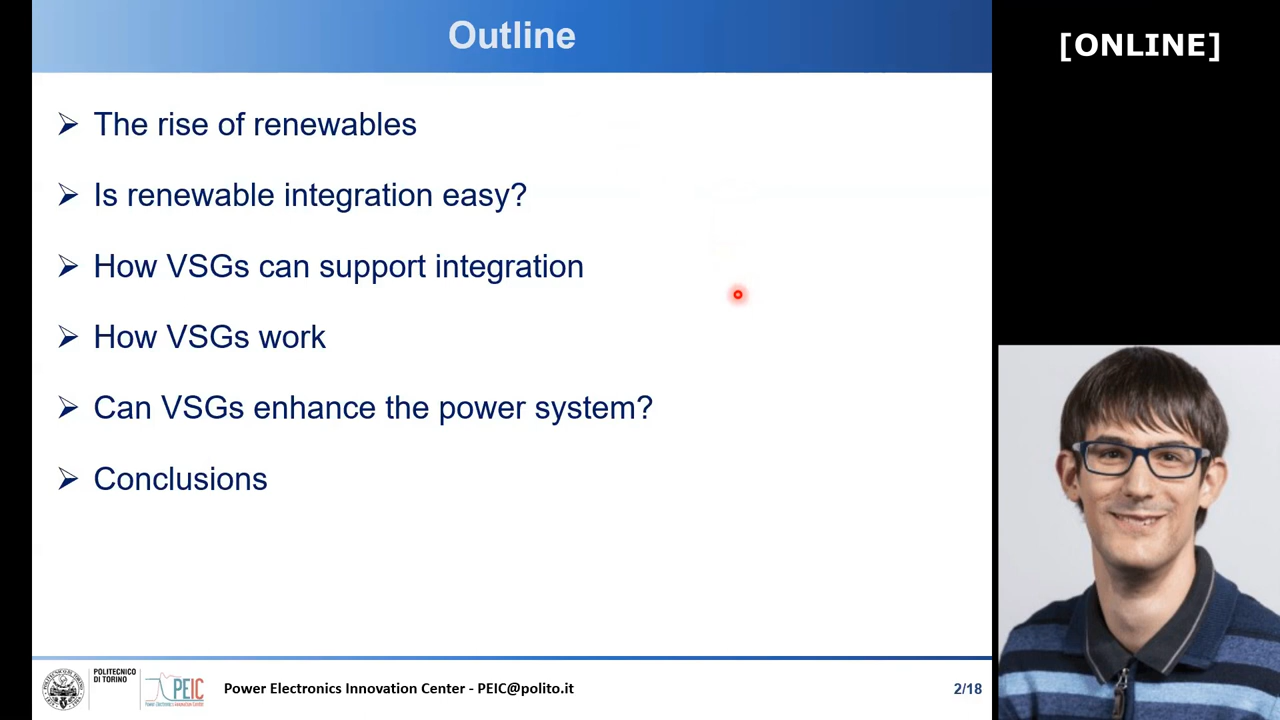 Outline
[ONLINE]
➢ The rise of renewables
➢ Is renewable integration easy?
➢ How VSGs can support integration
➢ How VSGs work
➢ Can VSGs enhance the power system?
➢ Conclusions
POLITECNICO
DI TORINO
PEIC
Power Electronics Innovation Center - PEIC@polito.it
2/18